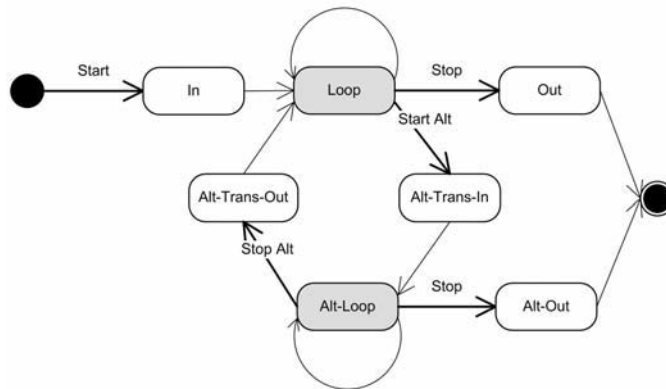 Start
In
Loop
Stop
Out
Start Alt
Alt-Trans-Out
Alt-Trans-In
Stop Alt
Alt-Loop
Stop
Alt-Out